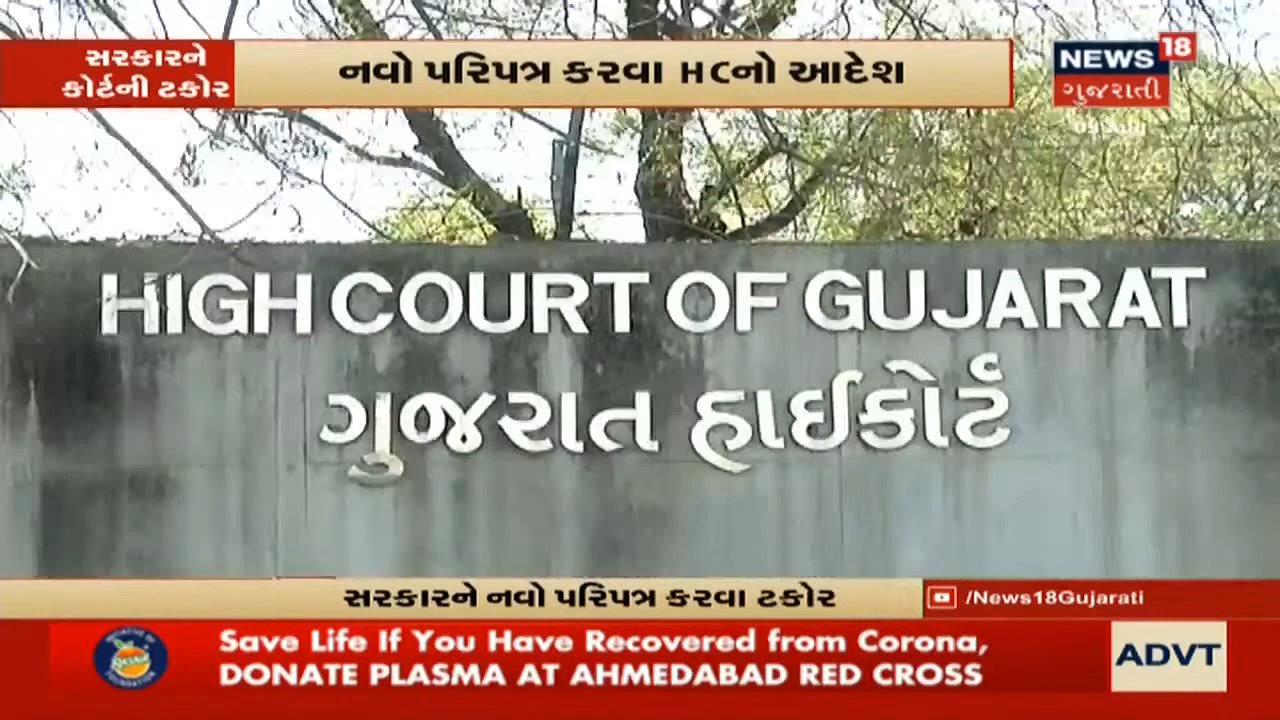 સરકારને
કોર્ટની ટકોર
નવો પરિપત્ર કરવા HCનો આદેશ
NEWS 18
ગુજરાતી
HIGH COURT OF GUJARAT
ગુજરાત હાઈકોર્ટ
સરકારને નવો પરિપત્ર કરવા ટકોર
/News18Gujarati
Save Life If You Have Recovered from Corona,
DONATE PLASMA AT AHMEDABAD RED CROSS
ADVT